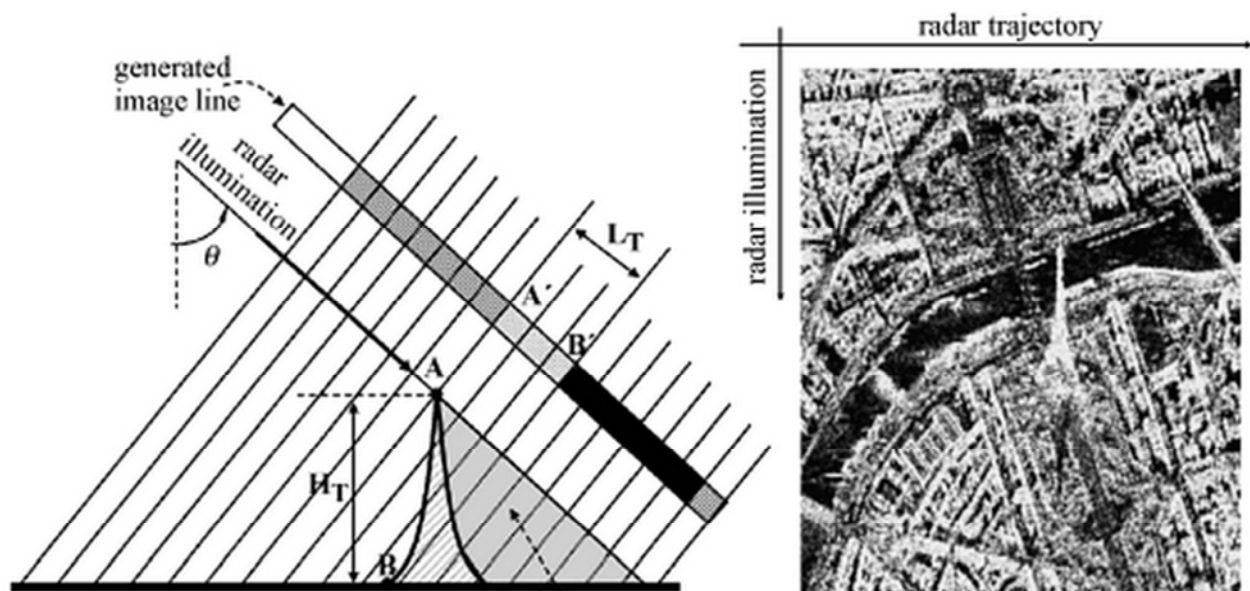 generated
image line
radar
illumination
θ
L_T
A´
B´
A
H_T
B
radar trajectory
radar illumination